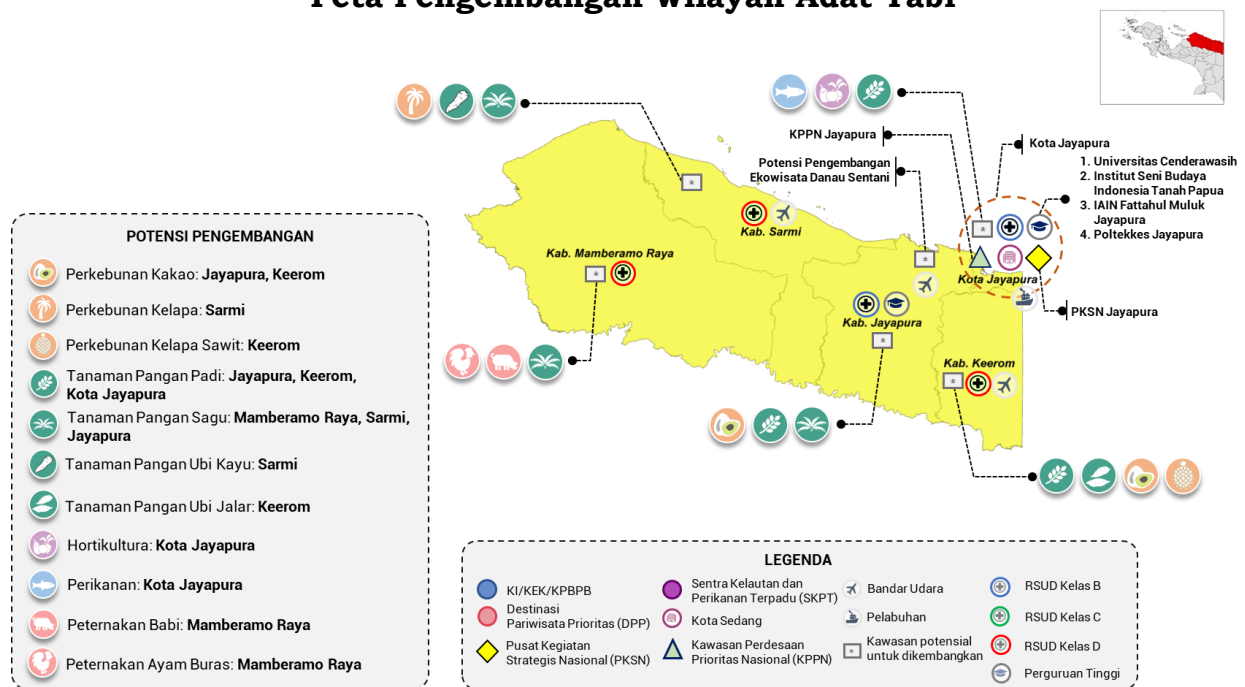 Peta Pengembangan Wilayah Adat Tabi
KPPN Jayapura
Potensi Pengembangan
Ekowisata Danau Sentani
Kota Jayapura
1. Universitas Cenderawasih
2. Institut Seni Budaya
Indonesia Tanah Papua
3. IAIN Fattahul Muluk
Jayapura
4. Poltekkes Jayapura
Kab. Sarmi
Kab. Mamberamo Raya
Kota Jayapura
PKSN Jayapura
Kab. Jayapura
Kab. Keerom
POTENSI PENGEMBANGAN
Perkebunan Kakao: Jayapura, Keerom
Perkebunan Kelapa: Sarmi
Perkebunan Kelapa Sawit: Keerom
Tanaman Pangan Padi: Jayapura, Keerom,
Kota Jayapura
Tanaman Pangan Sagu: Mamberamo Raya, Sarmi,
Jayapura
Tanaman Pangan Ubi Kayu: Sarmi
Tanaman Pangan Ubi Jalar: Keerom
Hortikultura: Kota Jayapura
Perikanan: Kota Jayapura
Peternakan Babi: Mamberamo Raya
Peternakan Ayam Buras: Mamberamo Raya
LEGENDA
KI/KEK/KPBPB
Destinasi
Pariwisata Prioritas (DPP)
Pusat Kegiatan
Strategis Nasional (PKSN)
Sentra Kelautan dan
Perikanan Terpadu (SKPT)
Kota Sedang
Kawasan Perdesaan
Prioritas Nasional (KPPN)
Bandar Udara
Pelabuhan
Kawasan potensial
untuk dikembangkan
RSUD Kelas B
RSUD Kelas C
RSUD Kelas D
Perguruan Tinggi